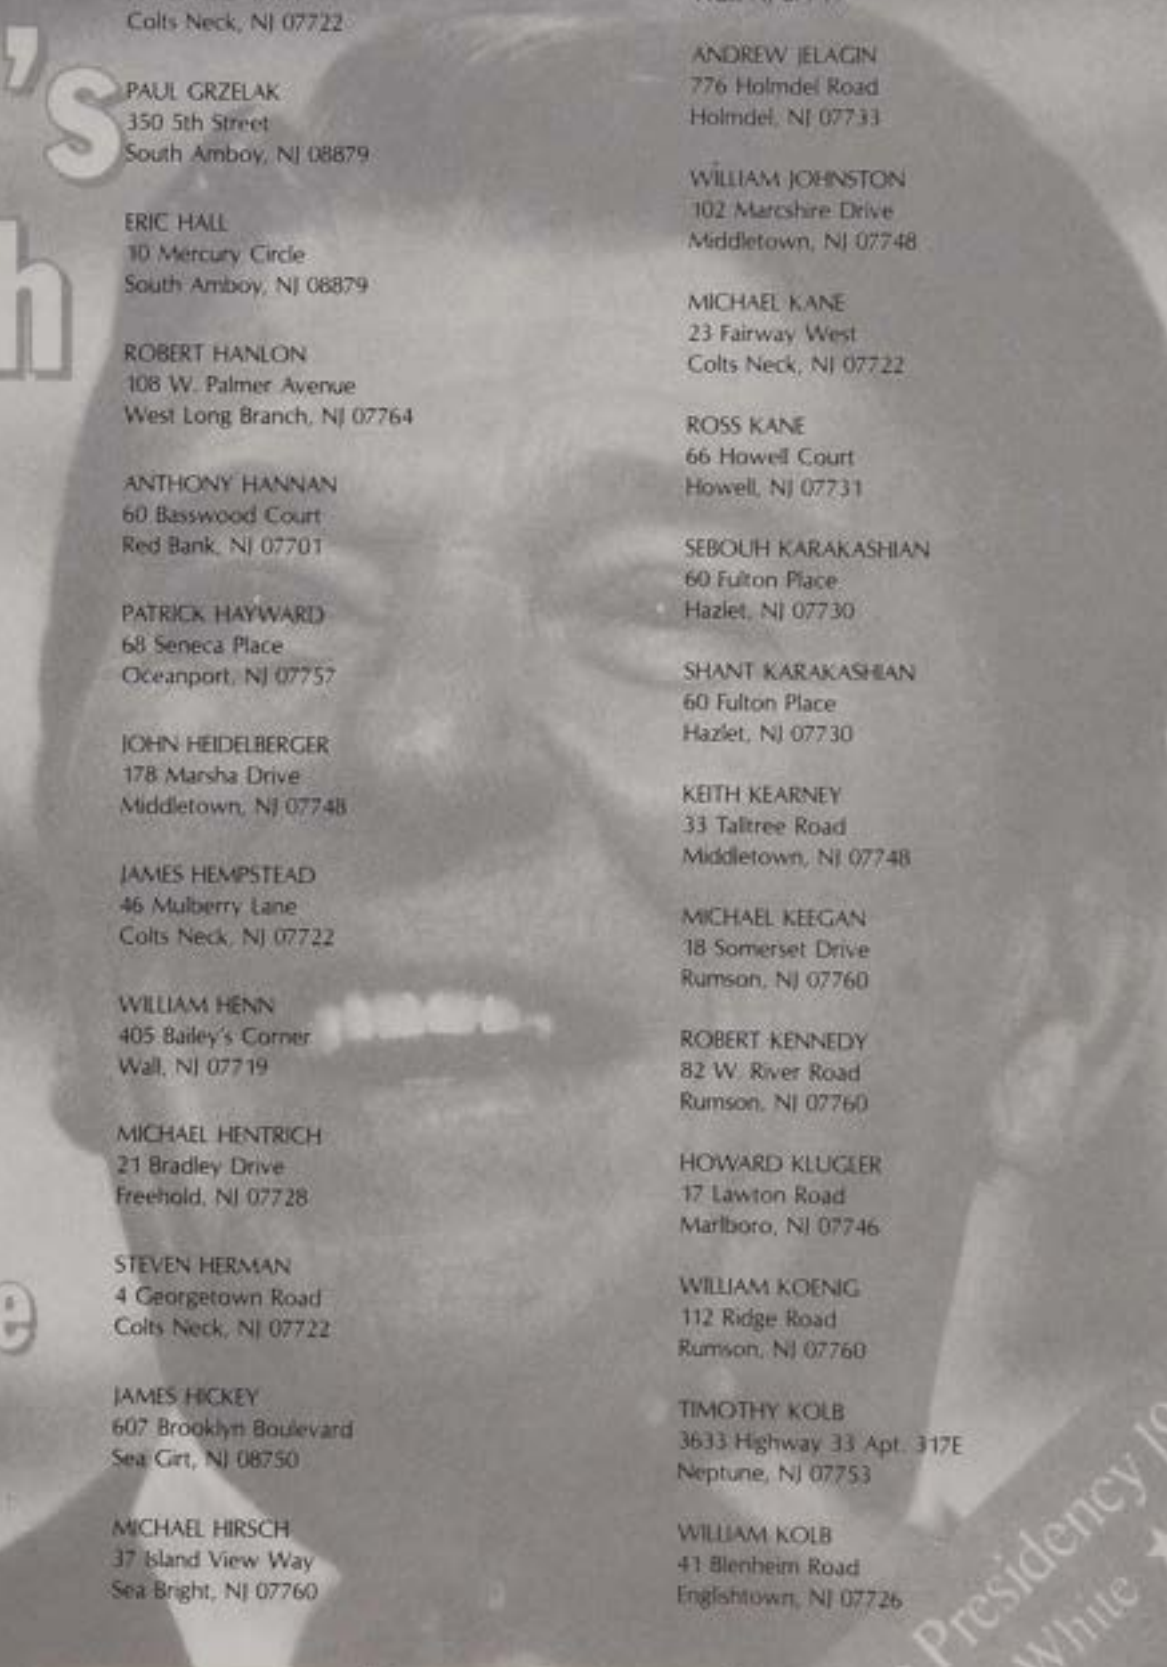 's
h
e
Colts Neck, NJ 07722
PAUL GRZELAK
350 5th Street
South Amboy, NJ 08879
ERIC HALL
10 Mercury Circle
South Amboy, NJ 08879
ROBERT HANLON
108 W. Palmer Avenue
West Long Branch, NJ 07764
ANTHONY HANNAN
60 Basswood Court
Red Bank, NJ 07701
PATRICK HAYWARD
68 Seneca Place
Oceanport, NJ 07757
JOHN HEIDELBERGER
178 Marsha Drive
Middletown, NJ 07748
JAMES HEMPSTEAD
46 Mulberry Lane
Colts Neck, NJ 07722
WILLIAM HENN
405 Bailey's Corner
Wall, NJ 07719
MICHAEL HENTRICH
21 Bradley Drive
Freehold, NJ 07728
STEVEN HERMAN
4 Georgetown Road
Colts Neck, NJ 07722
JAMES HICKEY
607 Brooklyn Boulevard
Sea Girt, NJ 08750
MICHAEL HIRSCH
37 Island View Way
Sea Bright, NJ 07760
ANDREW JELAGIN
776 Holmdel Road
Holmdel, NJ 07733
WILLIAM JOHNSTON
102 Marcshire Drive
Middletown, NJ 07748
MICHAEL KANE
23 Fairway West
Colts Neck, NJ 07722
ROSS KANE
66 Howell Court
Howell, NJ 07731
SEBOUH KARAKASHIAN
60 Fulton Place
Hazlet, NJ 07730
SHANT KARAKASHIAN
60 Fulton Place
Hazlet, NJ 07730
KEITH KEARNEY
33 Talltree Road
Middletown, NJ 07748
MICHAEL KEEGAN
18 Somerset Drive
Rumson, NJ 07760
ROBERT KENNEDY
82 W. River Road
Rumson, NJ 07760
HOWARD KLUGLER
17 Lawton Road
Marlboro, NJ 07746
WILLIAM KOENIG
112 Ridge Road
Rumson, NJ 07760
TIMOTHY KOLB
3633 Highway 33 Apt. 317E
Neptune, NJ 07753
WILLIAM KOLB
41 Blenheim Road
Englishtown, NJ 07726
Presidency 19
White